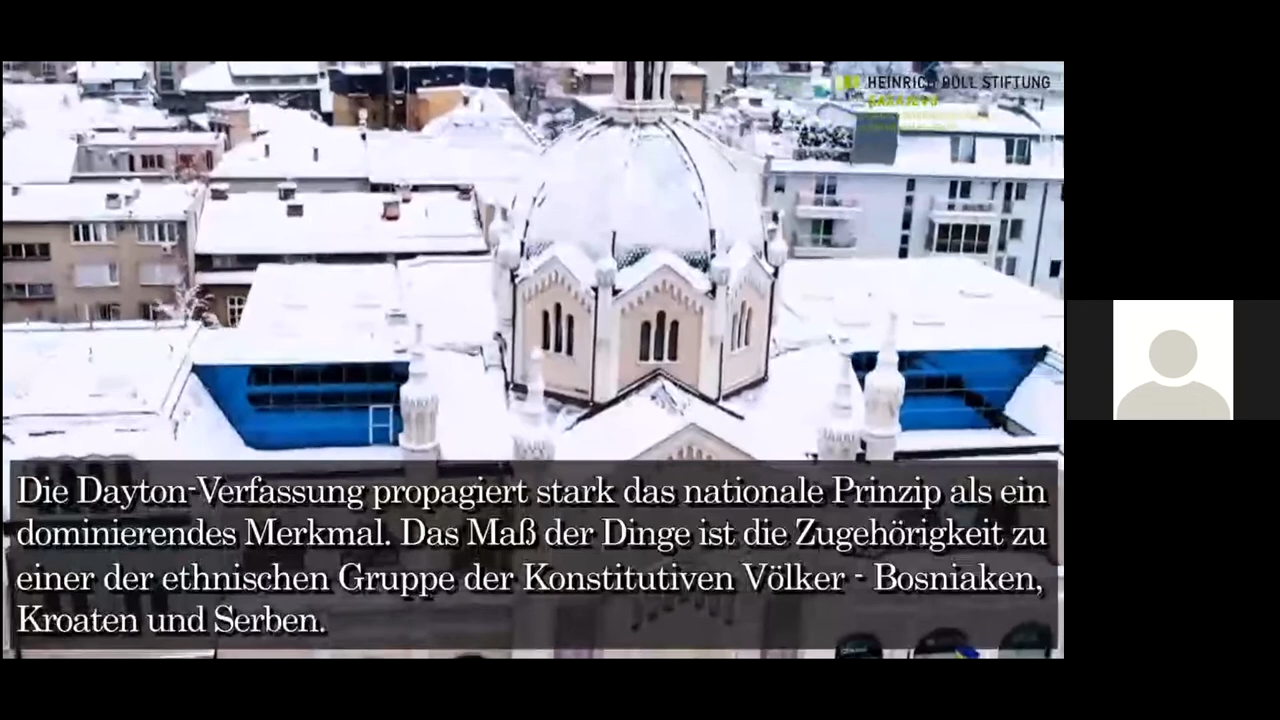 HEINRICH BÖLL STIFTUNG
SARAJEVO
Die Dayton-Verfassung propagiert stark das nationale Prinzip als ein
dominierendes Merkmal. Das Maß der Dinge ist die Zugehörigkeit zu
einer der ethnischen Gruppe der Konstitutiven Völker - Bosniaken,
Kroaten und Serben.